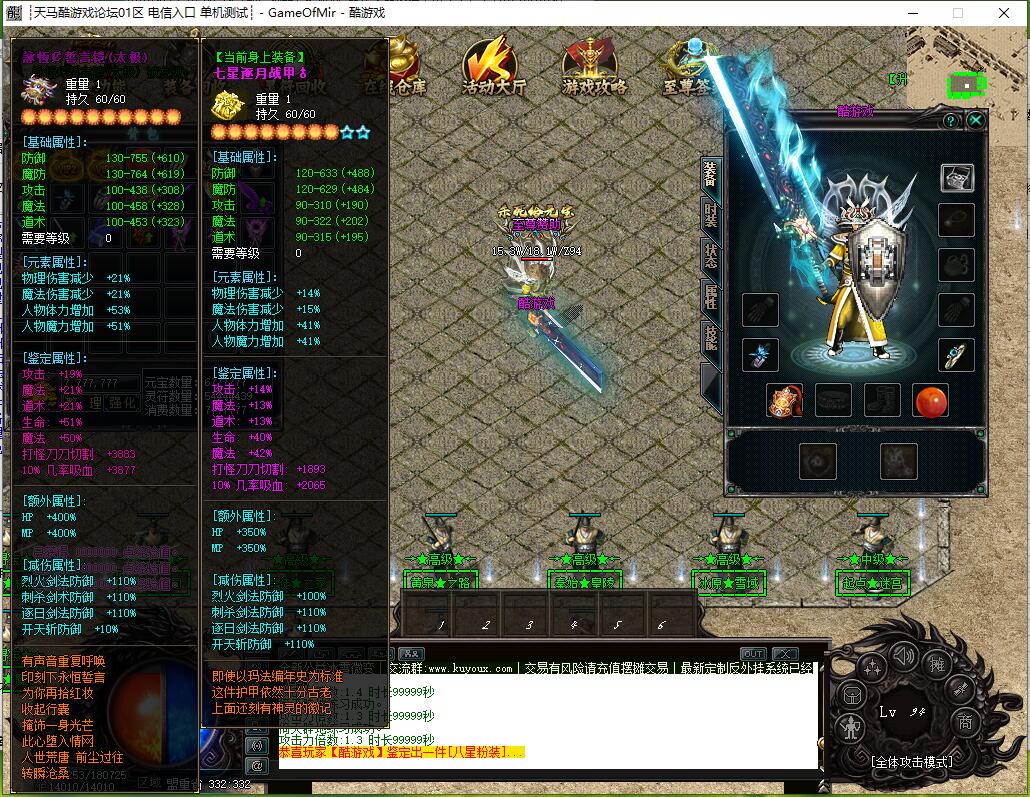 天马酷游戏论坛01区 电信入口 单机测试┆ - GameOfMir - 酷游戏
重量 1
持久 60/60
[基础属性]:
防御 130-755 (+610)
魔防 130-764 (+619)
攻击 100-438 (+308)
魔法 100-458 (+328)
道术 100-453 (+323)
需要等级 0
[元素属性]:
物理伤害减少 +21%
魔法伤害减少 +21%
人物体力增加 +53%
人物魔力增加 +51%
[鉴定属性]:
攻击: +19%
魔法: +21%
道术: +21%
生命: +51%
魔法 +50%
打怪刀刀切割: +3883
10% 几率吸血: +3877
[额外属性]:
HP +400%
MP +400%
[减伤属性]:
烈火剑法防御 +110%
刺杀剑术防御 +110%
逐日剑法防御 +110%
开天斩防御 +10%
有声音重复呼唤
印刻下永恒誓言
为你再拾红妆
收起行囊
掩饰一身光芒
此心堕入情网
人世荒唐 前尘过往
转瞬沧桑
【当前身上装备】
七星逐月战甲古
重量 1
持久 60/60
[基础属性]:
防御 120-633 (+488)
魔防 120-629 (+484)
攻击 90-310 (+190)
魔法 90-322 (+202)
道术 90-315 (+195)
需要等级 0
[元素属性]:
物理伤害减少 +14%
魔法伤害减少 +15%
人物体力增加 +41%
人物魔力增加 +41%
[鉴定属性]:
攻击: +14%
魔法: +13%
道术: +13%
生命: +40%
魔法 +42%
打怪刀刀切割: +1893
10% 几率吸血: +2065
[额外属性]:
HP +350%
MP +350%
[减伤属性]:
烈火剑法防御 +100%
刺杀剑法防御 +110%
逐日剑法防御 +110%
开天斩防御 +110%
即使以玛法编年史为标准
这件护甲依然十分古老
上面还刻有神灵的徽记
活动大厅
游戏攻略
至尊签
至尊赞助
15.3W/18.1W/Z94
酷游戏
酷游戏
装备
时装
状态
属性
技能
★高级★
黄泉★之路
★高级★
秦始★皇陵
★高级★
冰原★雪域
★中级★
起点★迷宫
1 2 3 4 5 6
OUT
交流群:www.kuyoux.com | 交易有风险请充值摆摊交易 | 最新定制反外挂系统已经
攻击力倍数:1.3 时长99999秒
恭喜玩家【酷游戏】鉴定出一件[八星粉装]...
332:332
Lv 94
摊
商
[全体攻击模式]